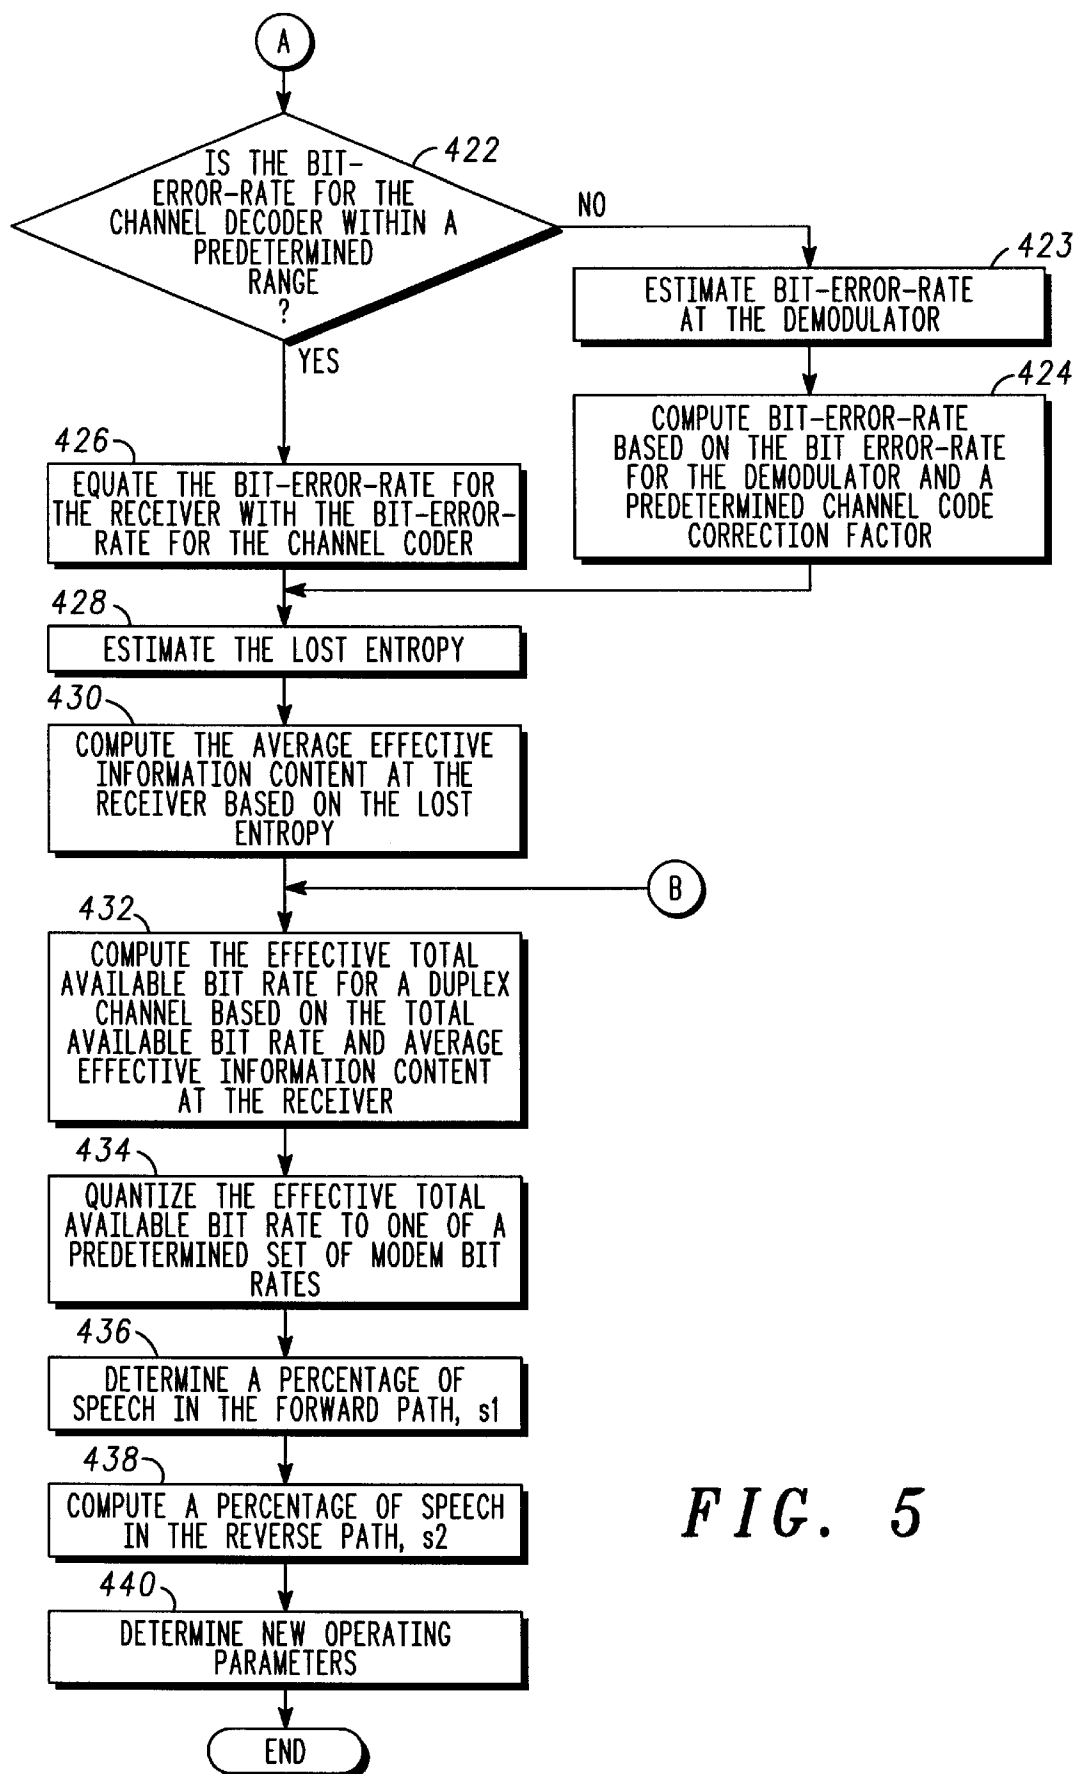 A
422
IS THE BIT-
ERROR-RATE FOR THE
CHANNEL DECODER WITHIN A
PREDETERMINED
RANGE
?
NO
YES
423
ESTIMATE BIT-ERROR-RATE
AT THE DEMODULATOR
424
COMPUTE BIT-ERROR-RATE
BASED ON THE BIT ERROR-RATE
FOR THE DEMODULATOR AND A
PREDETERMINED CHANNEL CODE
CORRECTION FACTOR
426
EQUATE THE BIT-ERROR-RATE FOR
THE RECEIVER WITH THE BIT-ERROR-
RATE FOR THE CHANNEL CODER
428
ESTIMATE THE LOST ENTROPY
430
COMPUTE THE AVERAGE EFFECTIVE
INFORMATION CONTENT AT THE
RECEIVER BASED ON THE LOST
ENTROPY
B
432
COMPUTE THE EFFECTIVE TOTAL
AVAILABLE BIT RATE FOR A DUPLEX
CHANNEL BASED ON THE TOTAL
AVAILABLE BIT RATE AND AVERAGE
EFFECTIVE INFORMATION CONTENT
AT THE RECEIVER
434
QUANTIZE THE EFFECTIVE TOTAL
AVAILABLE BIT RATE TO ONE OF A
PREDETERMINED SET OF MODEM BIT
RATES
436
DETERMINE A PERCENTAGE OF
SPEECH IN THE FORWARD PATH, s1
438
COMPUTE A PERCENTAGE OF SPEECH
IN THE REVERSE PATH, s2
440
DETERMINE NEW OPERATING
PARAMETERS
END
FIG. 5